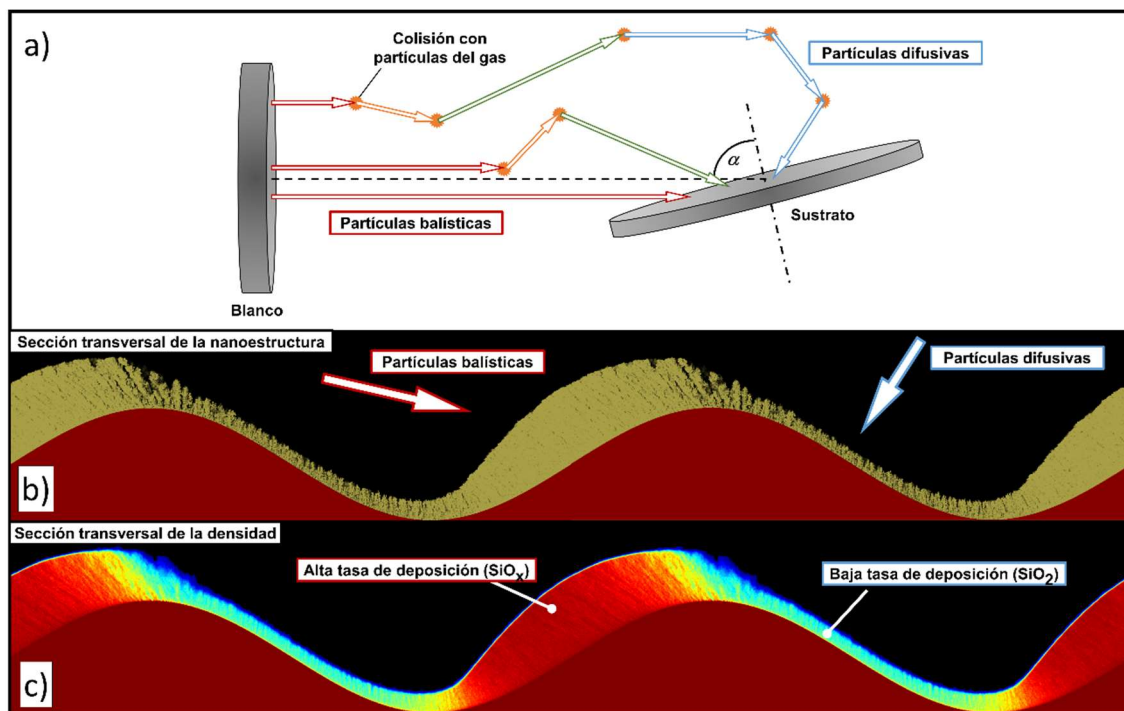 a)
Colisión con
partículas del gas
Partículas difusivas
α
Sustrato
Partículas balísticas
Blanco
Sección transversal de la nanoestructura
Partículas balísticas
Partículas difusivas
b)
Sección transversal de la densidad
Alta tasa de deposición (SiOx)
Baja tasa de deposición (SiO2)
c)